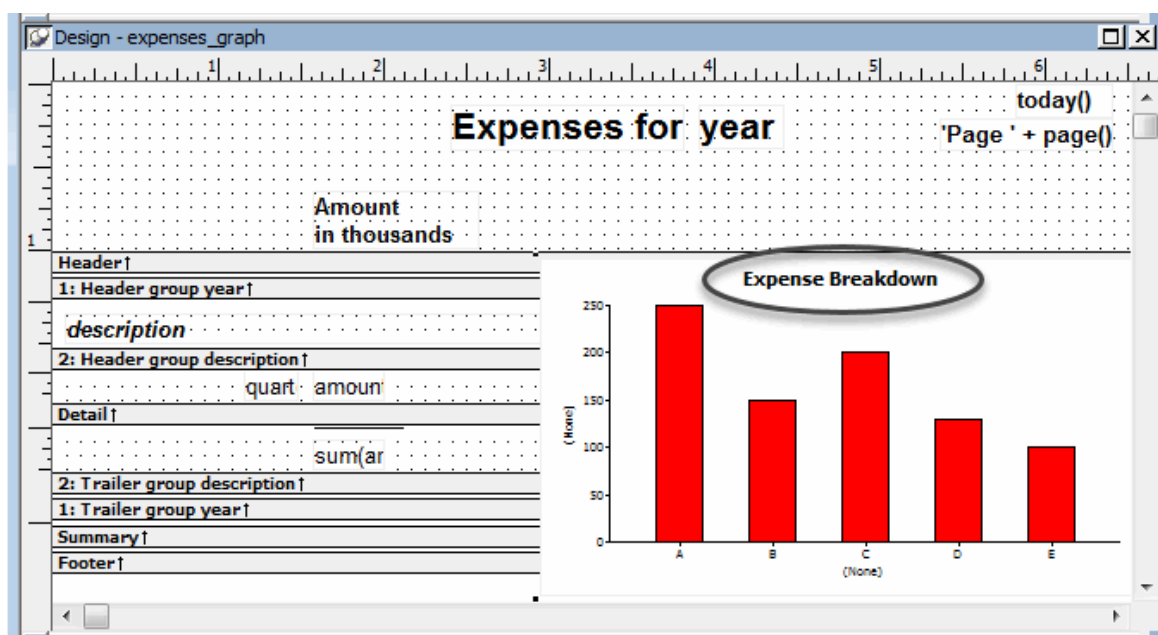 Design - expenses_graph
1 2 3 4 5 6
today()
Expenses for year
'Page ' + page()
Amount
in thousands
1
Header↑
1: Header group year↑
description
2: Header group description↑
quart amoun
Detail↑
sum(ar
2: Trailer group description↑
1: Trailer group year↑
Summary↑
Footer↑
Expense Breakdown
250
200
150
100
50
0
(None)
A B C D E
(None)